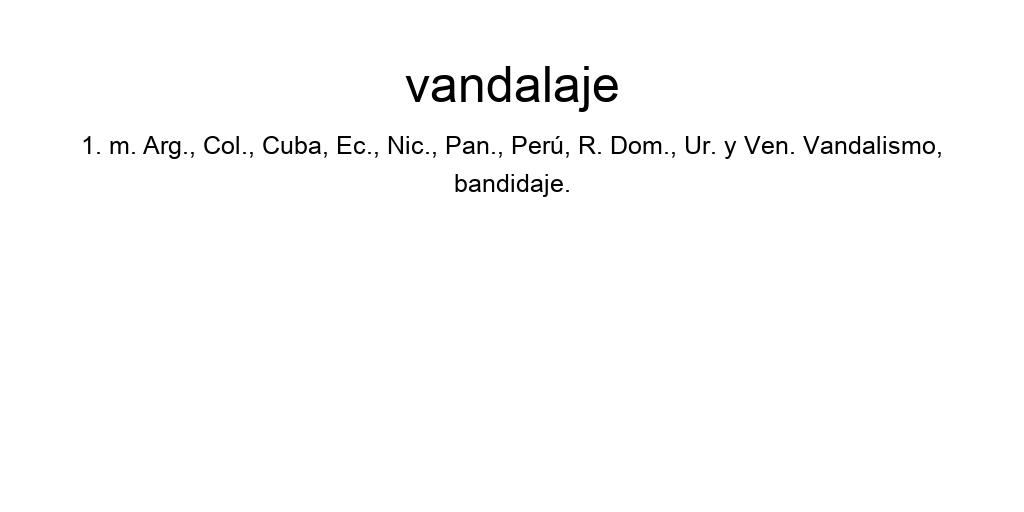 vandalaje
1. m. Arg., Col., Cuba, Ec., Nic., Pan., Perú, R. Dom., Ur. y Ven. Vandalismo,
bandidaje.